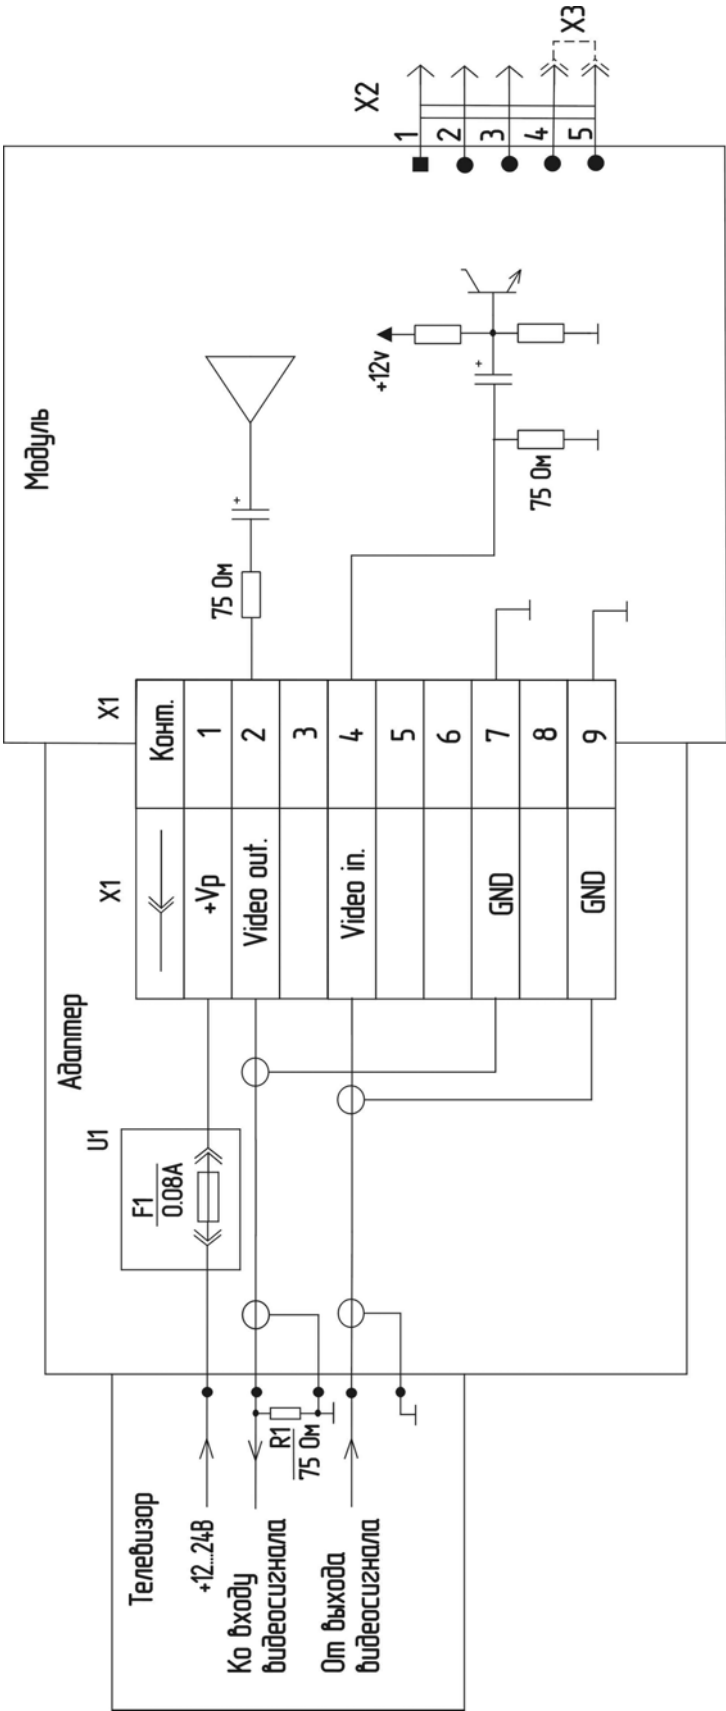 Телевизор
+12...24В
Ко входу
видеосигнала
От выхода
видеосигнала
R1
75 Ом
Адаптер
U1
F1
0.08А
X1
X1
Конт.
+Vp
1
Video out.
2
3
Video in.
4
5
6
GND
7
8
GND
9
Модуль
75 Ом
+
+12v
+
75 Ом
X2
1
2
3
4
5
X3